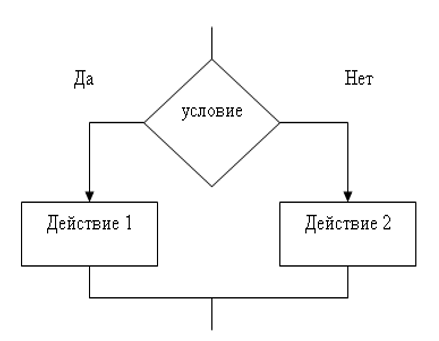 Да
Нет
условие
Действие 1
Действие 2